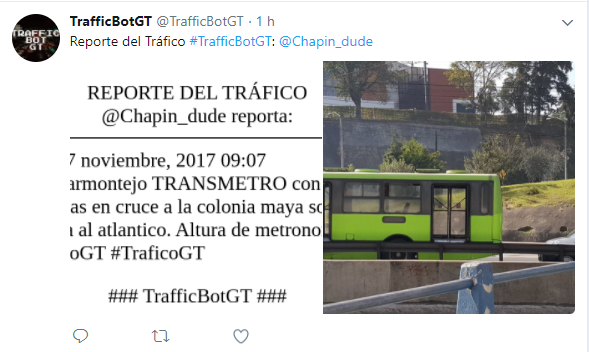 TrafficBotGT @TrafficBotGT · 1 h
TRAFFIC
BOT
GT
Reporte del Tráfico #TrafficBotGT: @Chapin_dude
REPORTE DEL TRÁFICO
@Chapin_dude reporta:
7 noviembre, 2017 09:07
armontejo TRANSMETRO con
as en cruce a la colonia maya so
a al atlantico. Altura de metrono
oGT #TraficoGT
### TrafficBotGT ###